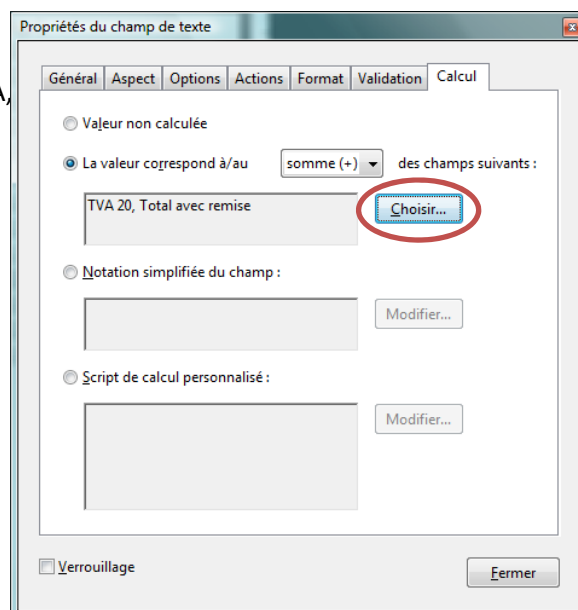 Propriétés du champ de texte
A,
Général Aspect Options Actions Format Validation Calcul
Valeur non calculée
La valeur correspond à/au somme (+) des champs suivants :
TVA 20, Total avec remise Choisir...
Notation simplifiée du champ :
Modifier...
Script de calcul personnalisé :
Modifier...
Verrouillage Fermer